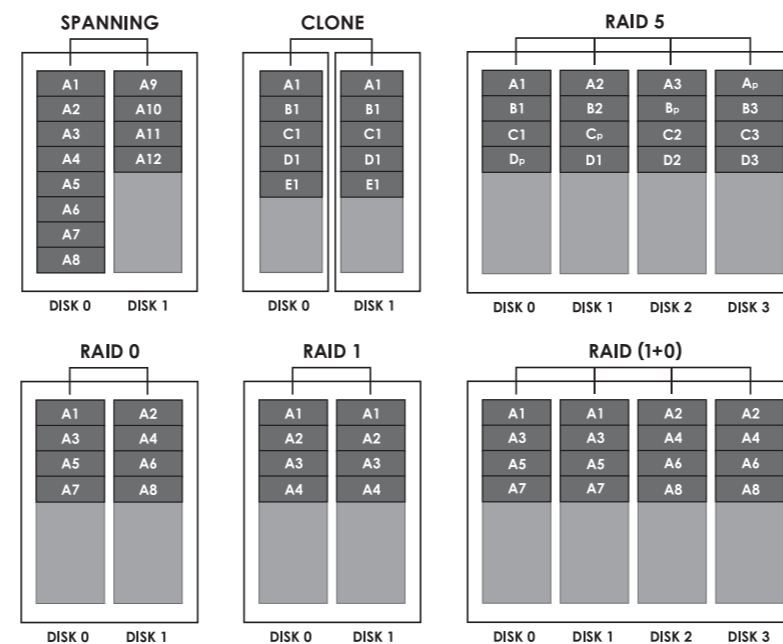 SPANNING
A1 A9
A2 A10
A3 A11
A4 A12
A5
A6
A7
A8
DISK 0 DISK 1
CLONE
A1 A1
B1 B1
C1 C1
D1 D1
E1 E1
DISK 0 DISK 1
RAID 5
A1 A2 A3 Ap
B1 B2 Bp B3
C1 Cp C2 C3
Dp D1 D2 D3
DISK 0 DISK 1 DISK 2 DISK 3
RAID 0
A1 A2
A3 A4
A5 A6
A7 A8
DISK 0 DISK 1
RAID 1
A1 A1
A2 A2
A3 A3
A4 A4
DISK 0 DISK 1
RAID (1+0)
A1 A1 A2 A2
A3 A3 A4 A4
A5 A5 A6 A6
A7 A7 A8 A8
DISK 0 DISK 1 DISK 2 DISK 3